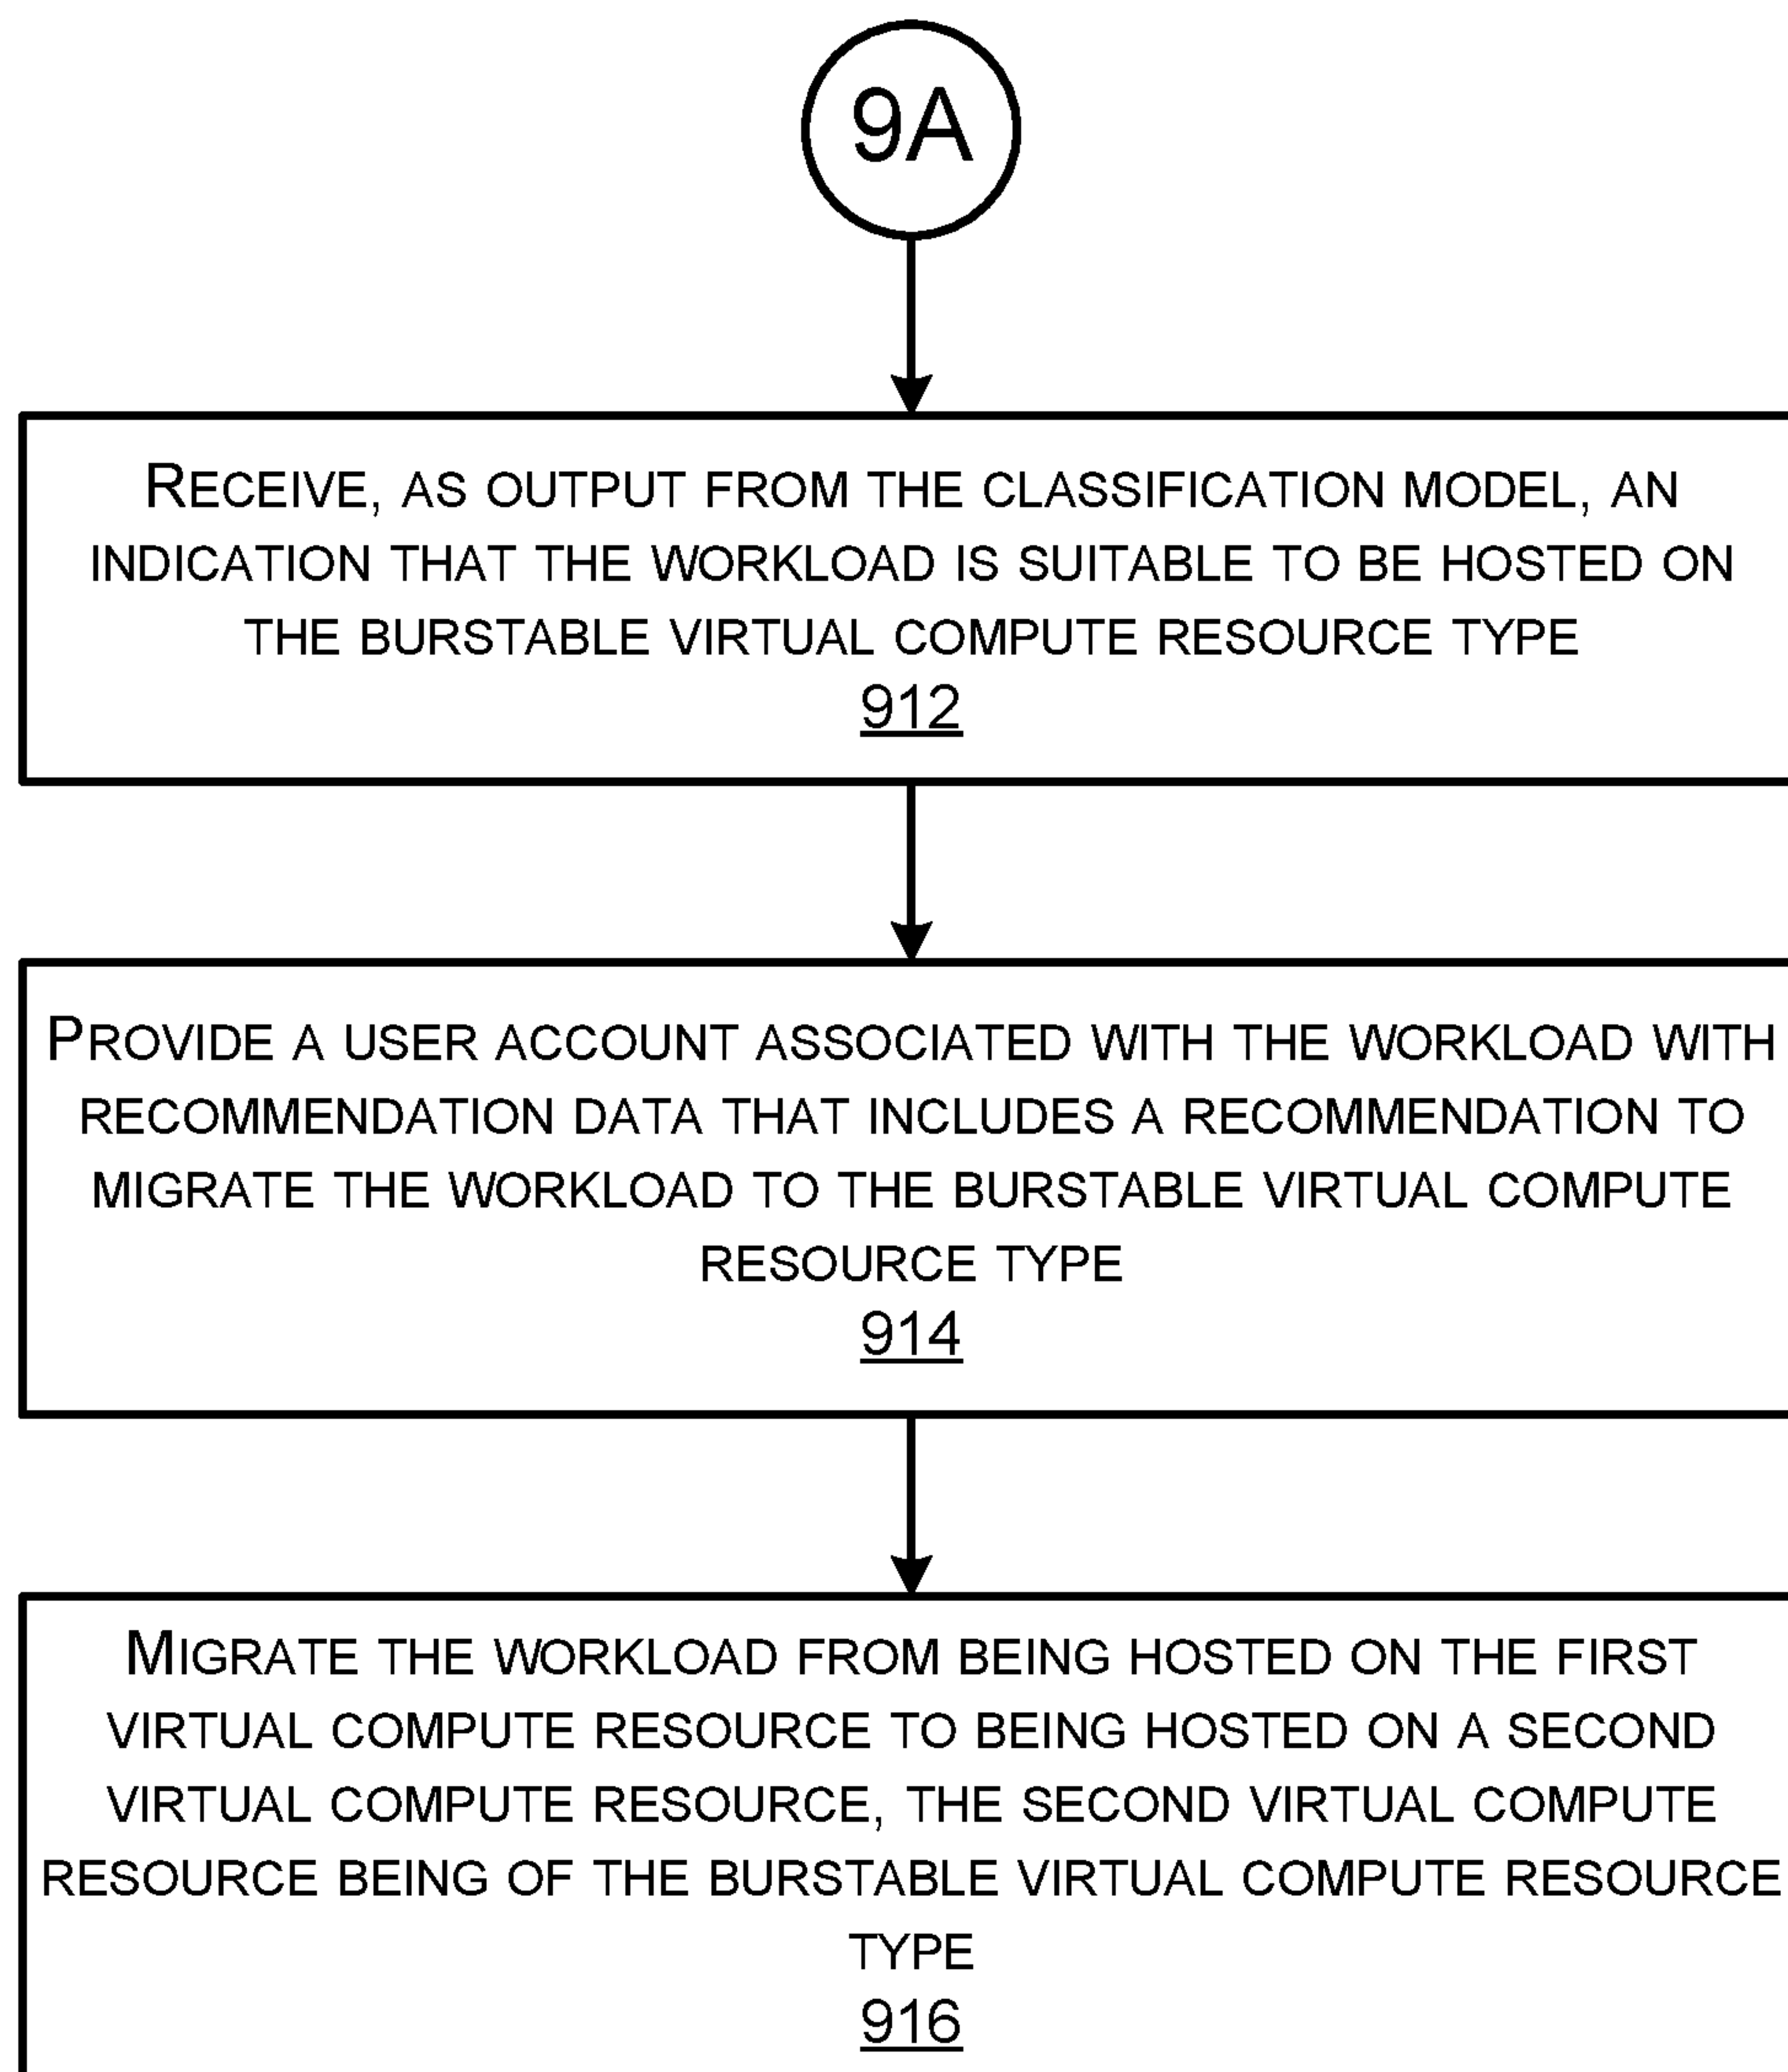 9A
RECEIVE, AS OUTPUT FROM THE CLASSIFICATION MODEL, AN
INDICATION THAT THE WORKLOAD IS SUITABLE TO BE HOSTED ON
THE BURSTABLE VIRTUAL COMPUTE RESOURCE TYPE
912
PROVIDE A USER ACCOUNT ASSOCIATED WITH THE WORKLOAD WITH
RECOMMENDATION DATA THAT INCLUDES A RECOMMENDATION TO
MIGRATE THE WORKLOAD TO THE BURSTABLE VIRTUAL COMPUTE
RESOURCE TYPE
914
MIGRATE THE WORKLOAD FROM BEING HOSTED ON THE FIRST
VIRTUAL COMPUTE RESOURCE TO BEING HOSTED ON A SECOND
VIRTUAL COMPUTE RESOURCE, THE SECOND VIRTUAL COMPUTE
RESOURCE BEING OF THE BURSTABLE VIRTUAL COMPUTE RESOURCE
TYPE
916